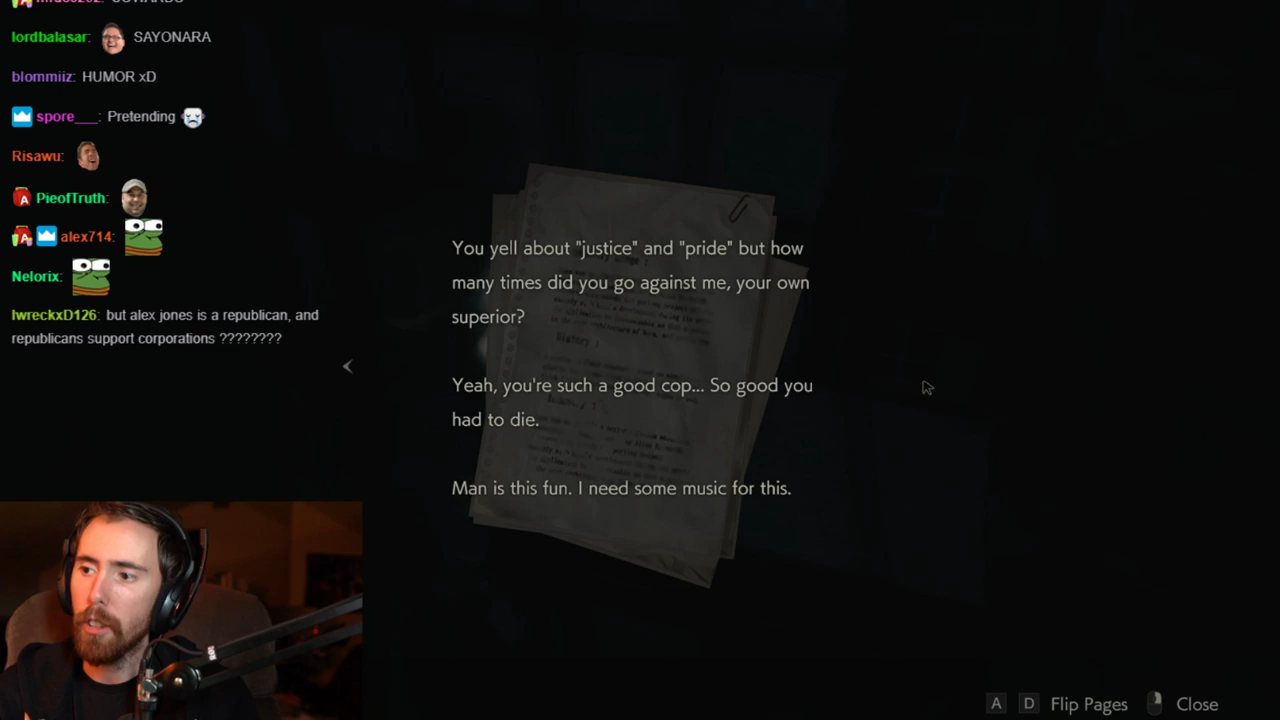 lordbalasar: SAYONARA
blommiiz: HUMOR xD
spore___: Pretending
Risawu:
PieofTruth:
alex714:
Nelorix:
lwreckxD126: but alex jones is a republican, and
republicans support corporations ????????
You yell about "justice" and "pride" but how
many times did you go against me, your own
superior?
Yeah, you're such a good cop... So good you
had to die.
Man is this fun. I need some music for this.
A D Flip Pages Close